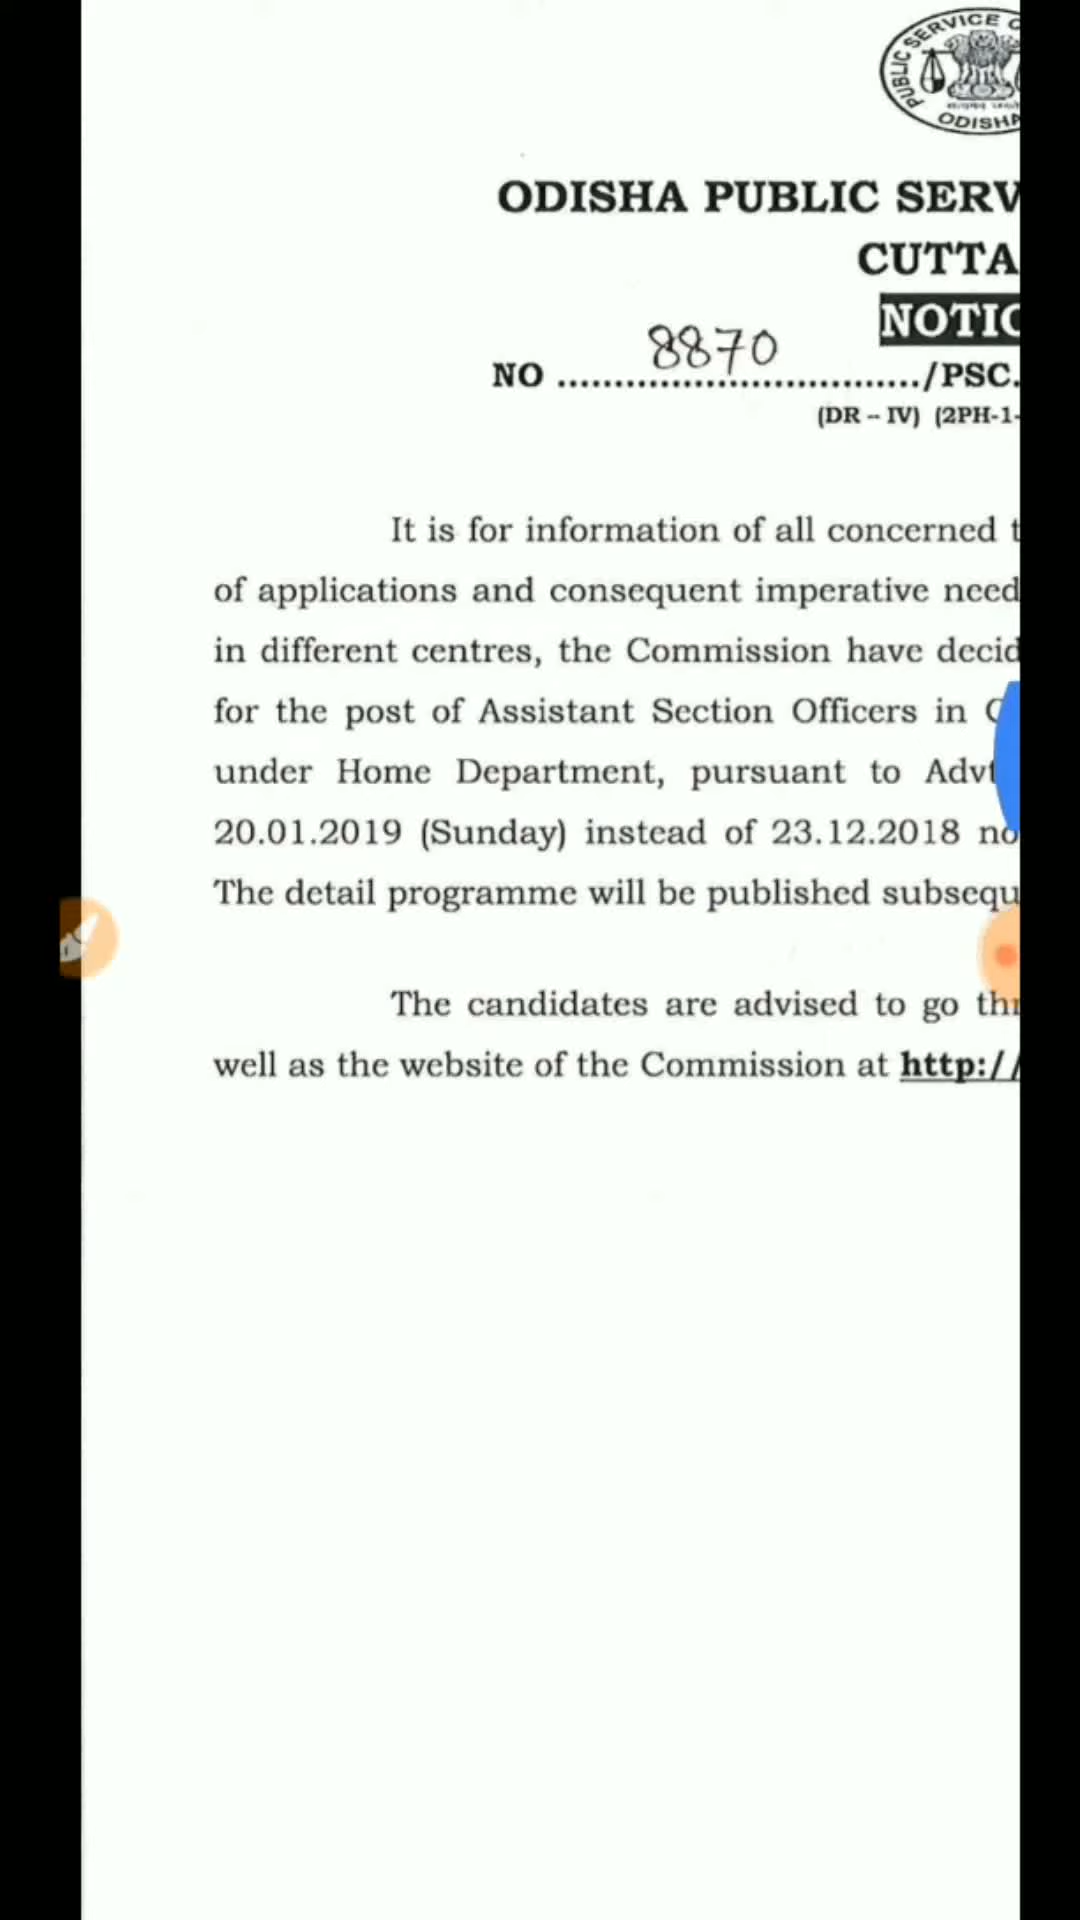 PUBLIC SERVICE C
ODISHA
ODISHA PUBLIC SERV
CUTTA
NOTIC
8870
NO ................................/PSC.
(DR – IV) (2PH-1-
It is for information of all concerned t
of applications and consequent imperative need
in different centres, the Commission have decid
for the post of Assistant Section Officers in
under Home Department, pursuant to Advt
20.01.2019 (Sunday) instead of 23.12.2018 no
The detail programme will be published subsequ
The candidates are advised to go thr
well as the website of the Commission at http://